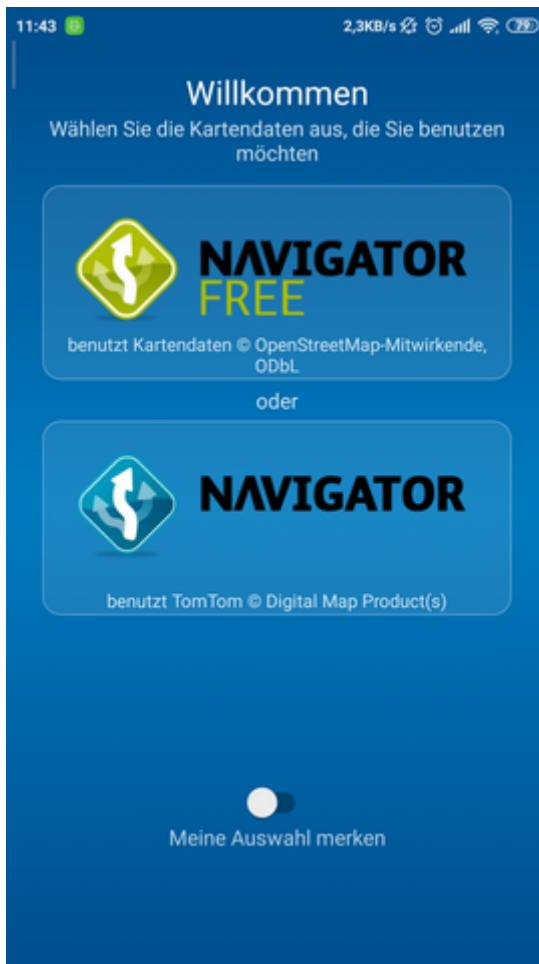 11:43 2,3KB/s 29
Willkommen
Wählen Sie die Kartendaten aus, die Sie benutzen
möchten
NAVIGATOR
FREE
benutzt Kartendaten © OpenStreetMap-Mitwirkende,
ODbL
oder
NAVIGATOR
benutzt TomTom © Digital Map Product(s)
Meine Auswahl merken